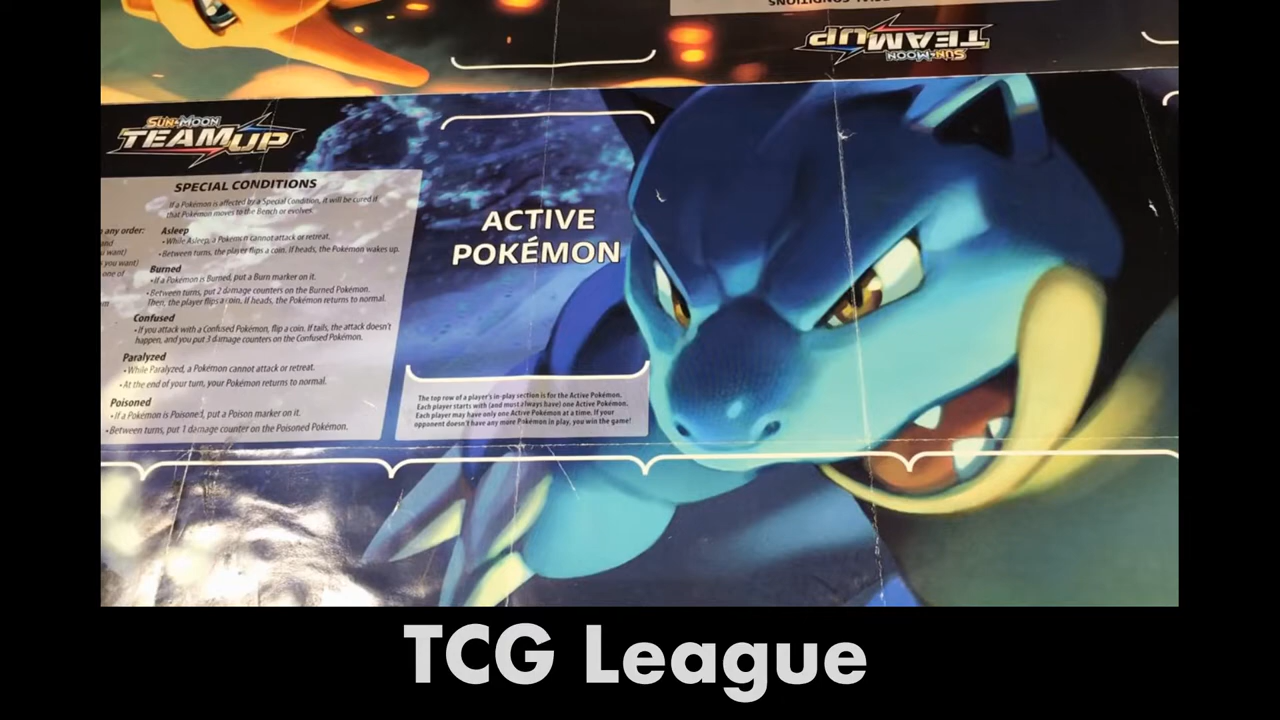 SPECIAL CONDITIONS
SUN & MOON
TEAM UP
SUN & MOON
TEAM UP
SPECIAL CONDITIONS
If a Pokémon is affected by a Special Condition, it will be cured if
that Pokémon moves to the Bench or evolves.
any order:
and
want)
you want)
one of
Asleep
• While Asleep, a Pokémon cannot attack or retreat.
• Between turns, the player flips a coin. If heads, the Pokémon wakes up.
Burned
• If a Pokémon is Burned, put a Burn marker on it.
• Between turns, put 2 damage counters on the Burned Pokémon.
Then, the player flips a coin. If heads, the Pokémon returns to normal.
Confused
• If you attack with a Confused Pokémon, flip a coin. If tails, the attack doesn't
happen, and you put 3 damage counters on the Confused Pokémon.
Paralyzed
• While Paralyzed, a Pokémon cannot attack or retreat.
• At the end of your turn, your Pokémon returns to normal.
Poisoned
• If a Pokémon is Poisoned, put a Poison marker on it.
• Between turns, put 1 damage counter on the Poisoned Pokémon.
ACTIVE
POKÉMON
The top row of a player's in-play section is for the Active Pokémon.
Each player starts with (and must always have) one Active Pokémon.
Each player may have only one Active Pokémon at a time. If your
opponent doesn't have any more Pokémon in play, you win the game!
TCG League